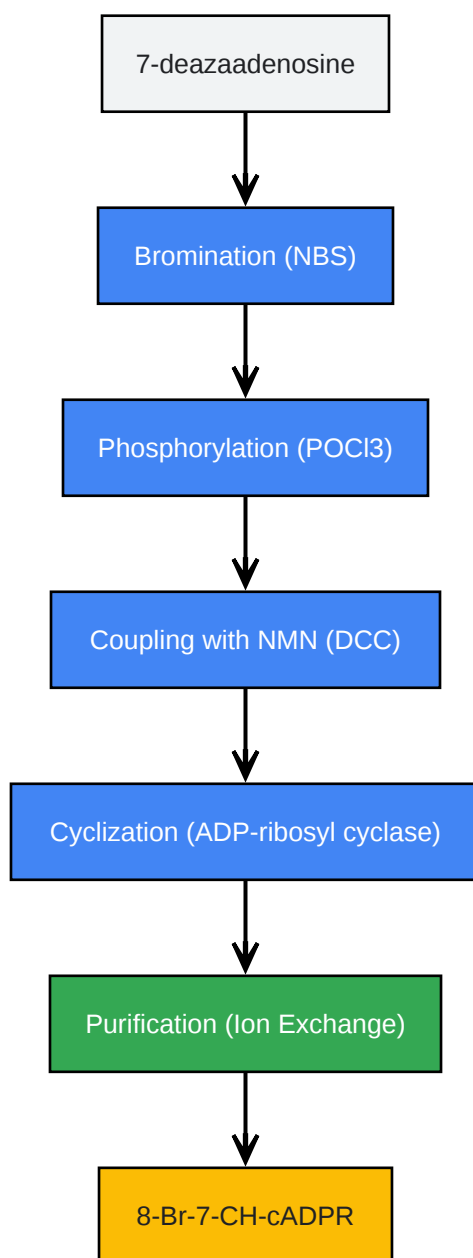 7-deazaadenosine
Bromination (NBS)
Phosphorylation (POCl3)
Coupling with NMN (DCC)
Cyclization (ADP-ribosyl cyclase)
Purification (Ion Exchange)
8-Br-7-CH-cADPR